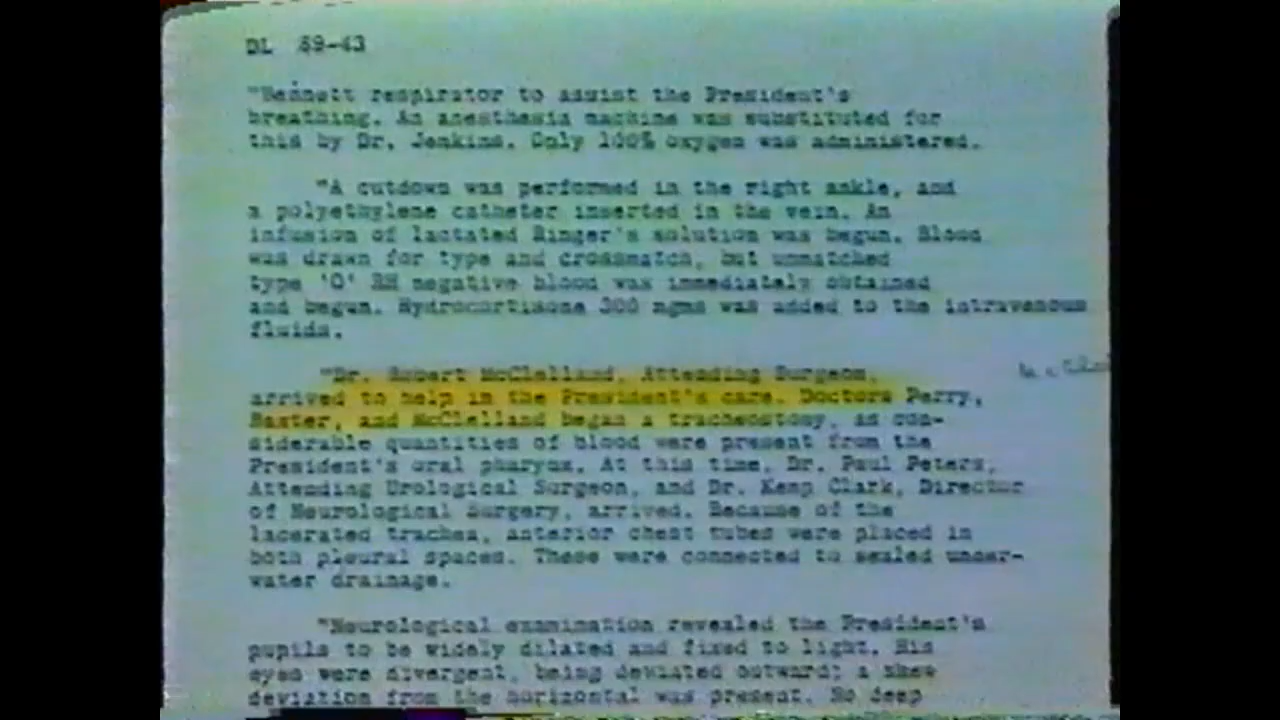 DL 89-43
"Bennett respirator to assist the President's
breathing. An anesthesia machine was substituted for
this by Dr. Jenkins. Only 100% oxygen was administered.
"A cutdown was performed in the right ankle, and
a polyethylene catheter inserted in the vein. An
infusion of lactated Ringer's solution was begun. Blood
was drawn for type and crossmatch, but unmatched
type 'O' RH negative blood was immediately obtained
and begun. Hydrocortisone 300 mgms was added to the intravenous
fluids.
"Dr. Robert McClelland, Attending Surgeon,
arrived to help in the President's care. Doctors Perry,
Baxter, and McClelland began a tracheostomy, as con-
siderable quantities of blood were present from the
President's oral pharynx. At this time, Dr. Paul Peters,
Attending Urological Surgeon, and Dr. Kemp Clark, Director
of Neurological Surgery, arrived. Because of the
lacerated trachea, anterior chest tubes were placed in
both pleural spaces. These were connected to sealed under-
water drainage.
"Neurological examination revealed the President's
pupils to be widely dilated and fixed to light. His
eyes were divergent, being deviated outward; a skew
deviation from the horizontal was present. No deep